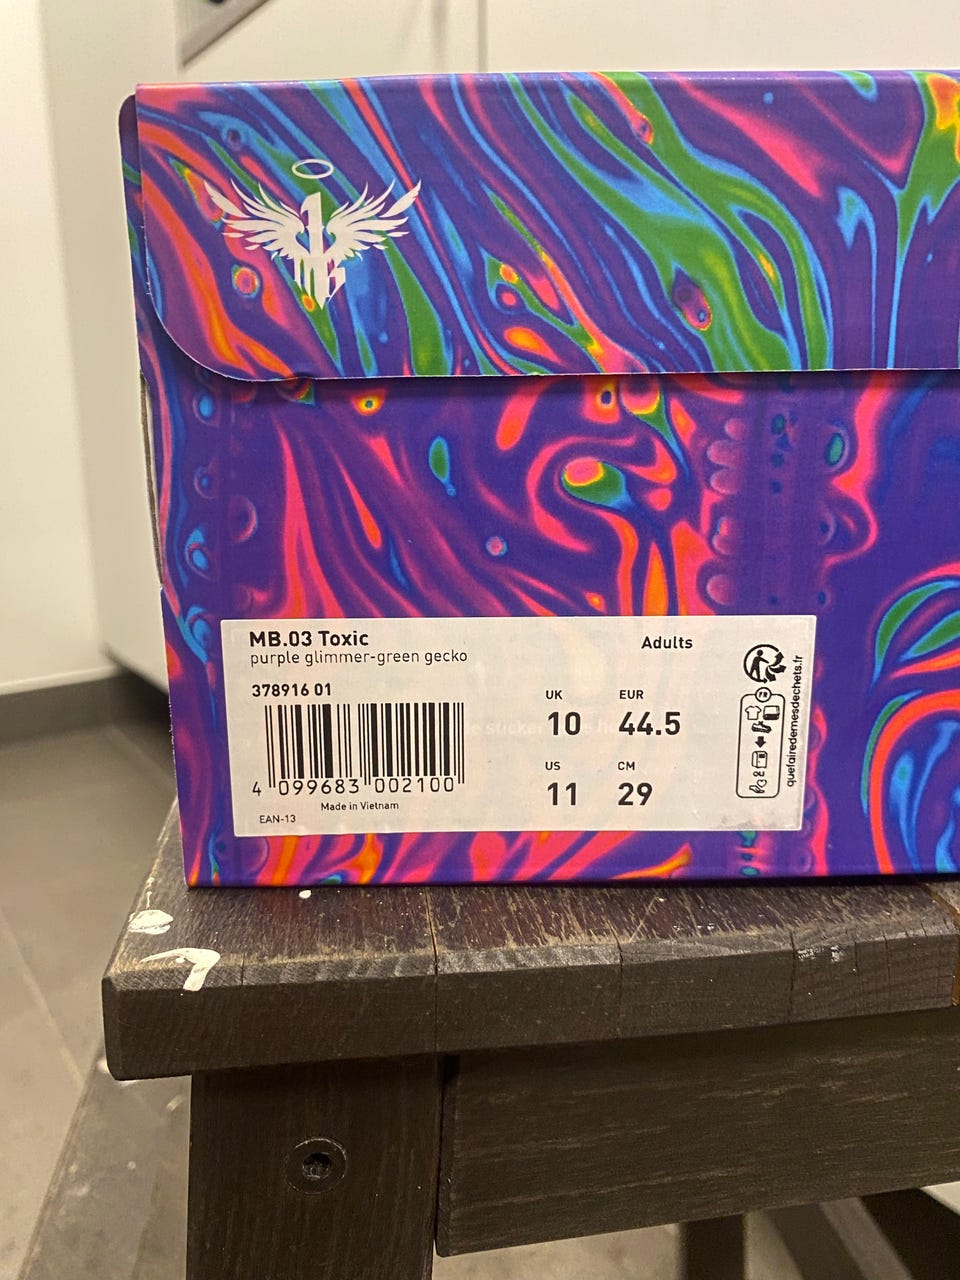 MB.03 Toxic
purple glimmer-green gecko
Adults
378916 01
UK
EUR
10
44.5
US
CM
11
29
4 099683 002100
Made in Vietnam
EAN-13
FR
quefairedemesdechets.fr